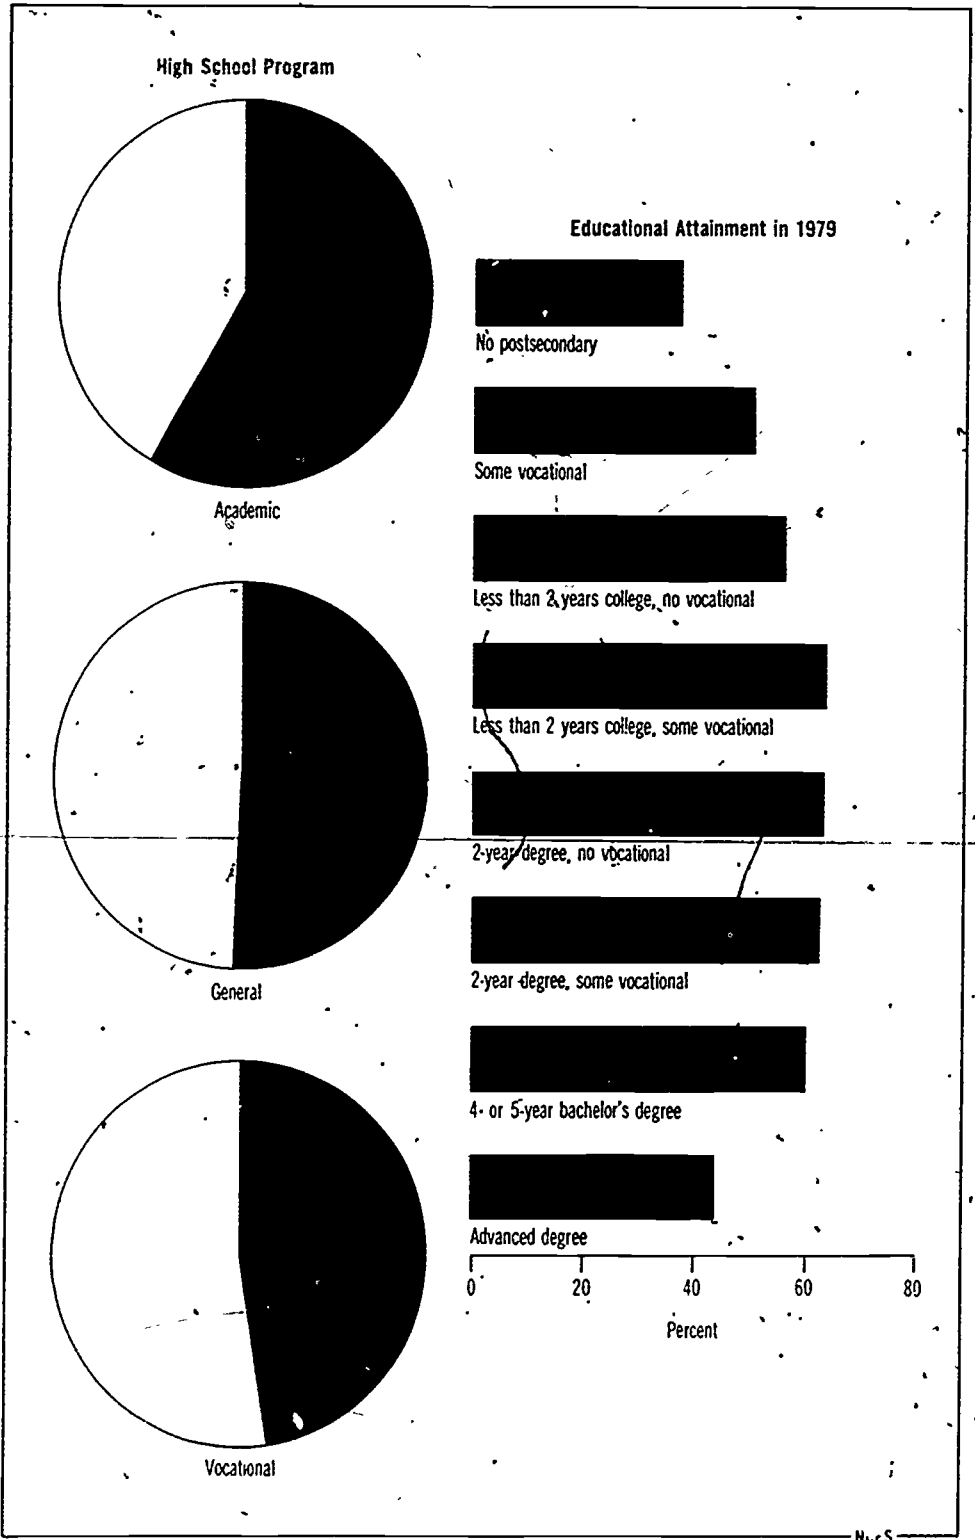 High School Program
Academic
General
Vocational
Educational Attainment in 1979
No postsecondary
Some vocational
Less than 2 years college, no vocational
Less than 2 years college, some vocational
2-year degree, no vocational
2-year degree, some vocational
4- or 5-year bachelor's degree
Advanced degree
0 20 40 60 80
Percent